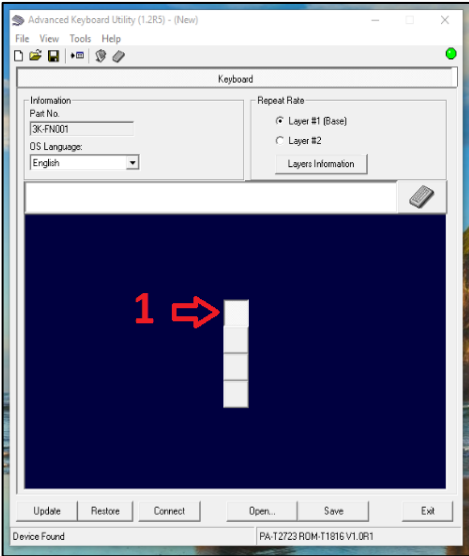 Advanced Keyboard Utility (1.2R5) - (New)
File View Tools Help
Keyboard
Information
Part No.
3K-FN001
OS Language:
English
Repeat Rate
Layer #1 (Base)
Layer #2
Layers Information
1
Update Restore Connect Open... Save Exit
Device Found PA-T2723 ROM-T1816 V1.0R1